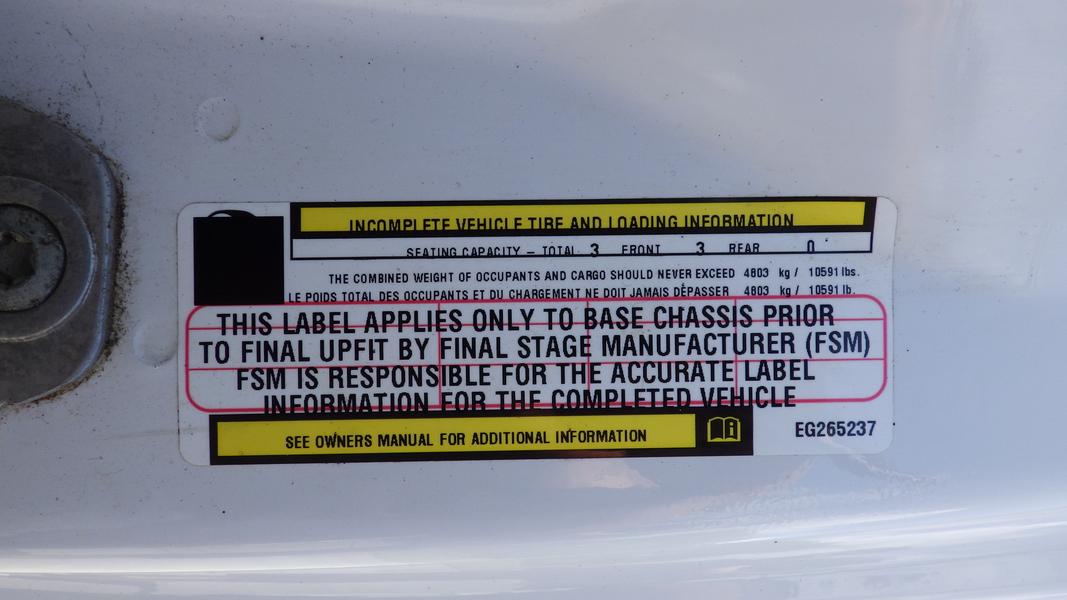 INCOMPLETE VEHICLE TIRE AND LOADING INFORMATION
SEATING CAPACITY – TOTAL 3 FRONT 3 REAR 0
THE COMBINED WEIGHT OF OCCUPANTS AND CARGO SHOULD NEVER EXCEED 4803 kg / 10591 lbs.
LE POIDS TOTAL DES OCCUPANTS ET DU CHARGEMENT NE DOIT JAMAIS DÉPASSER 4803 kg / 10591 lb.
THIS LABEL APPLIES ONLY TO BASE CHASSIS PRIOR
TO FINAL UPFIT BY FINAL STAGE MANUFACTURER (FSM)
FSM IS RESPONSIBLE FOR THE ACCURATE LABEL
INFORMATION FOR THE COMPLETED VEHICLE
SEE OWNERS MANUAL FOR ADDITIONAL INFORMATION
EG265237